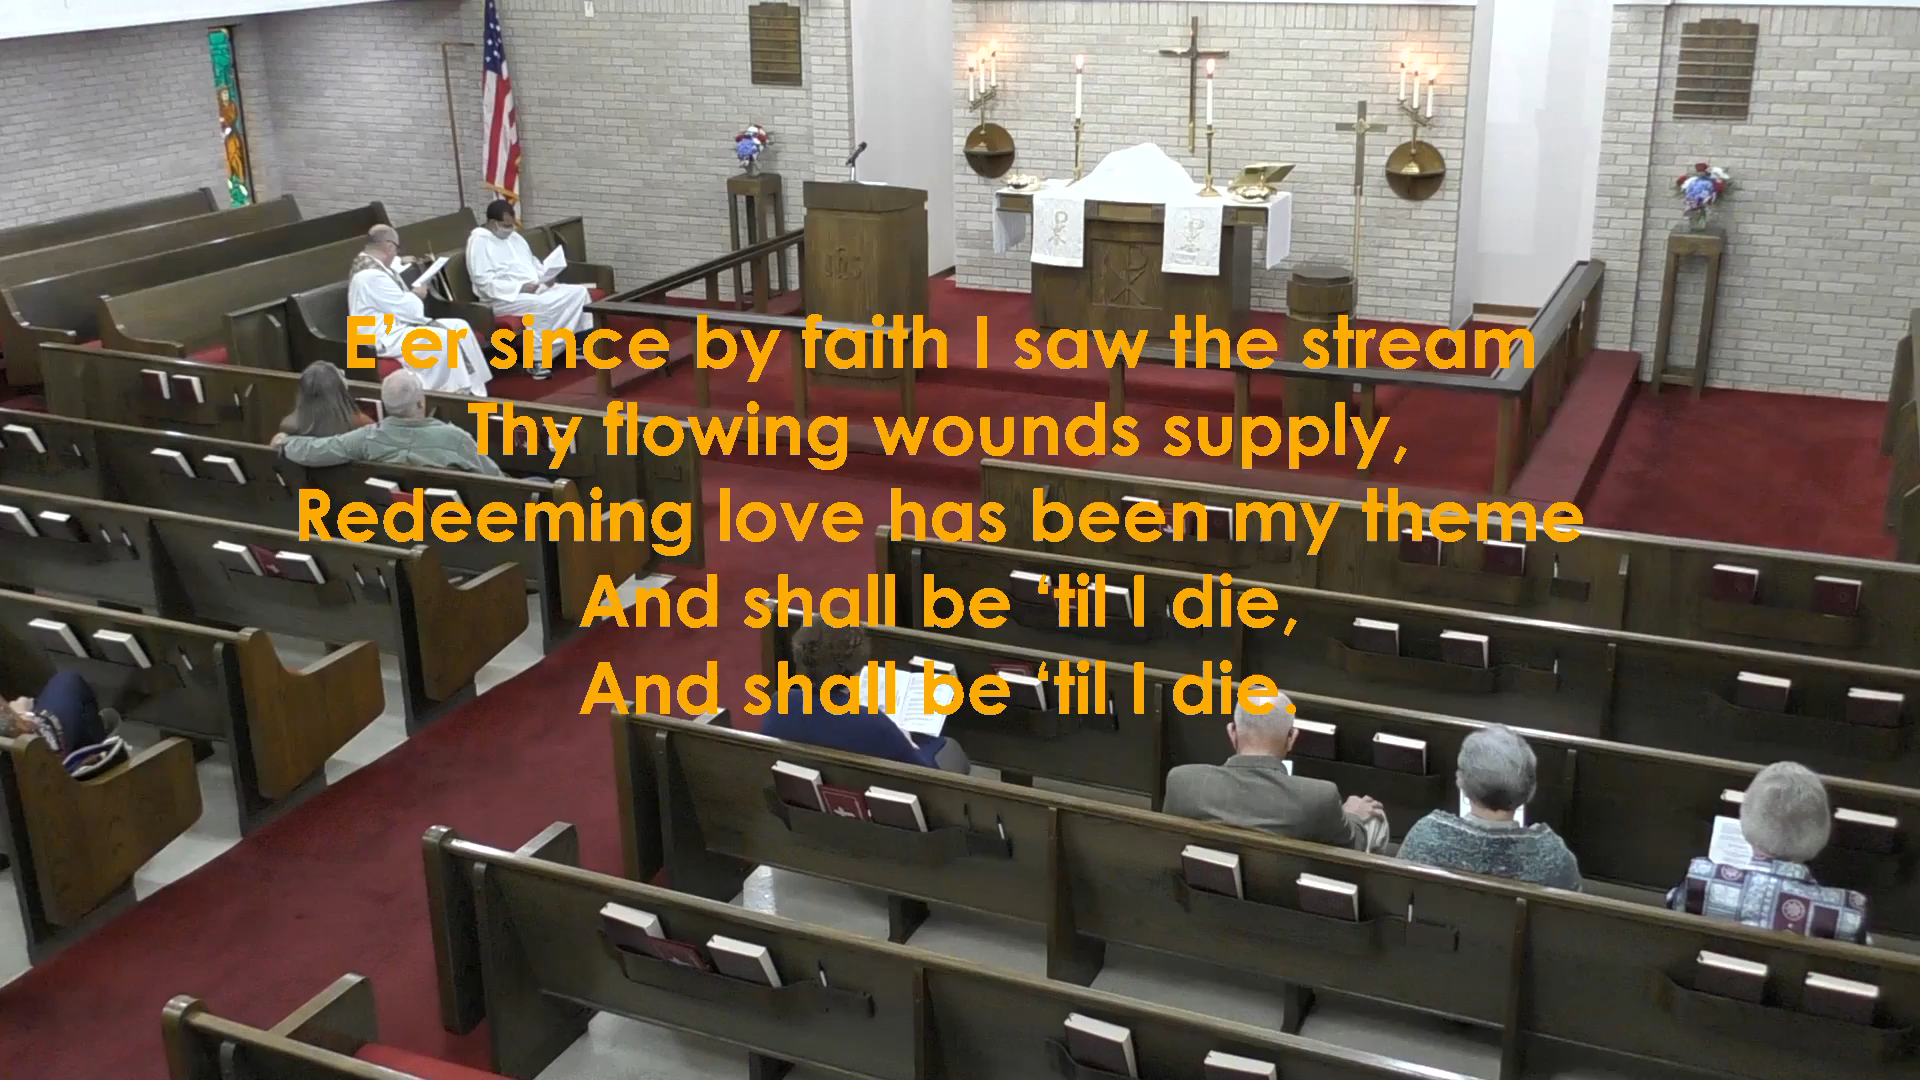 E’er since by faith I saw the stream
Thy flowing wounds supply,
Redeeming love has been my theme
And shall be ‘til I die,
And shall be ‘til I die.